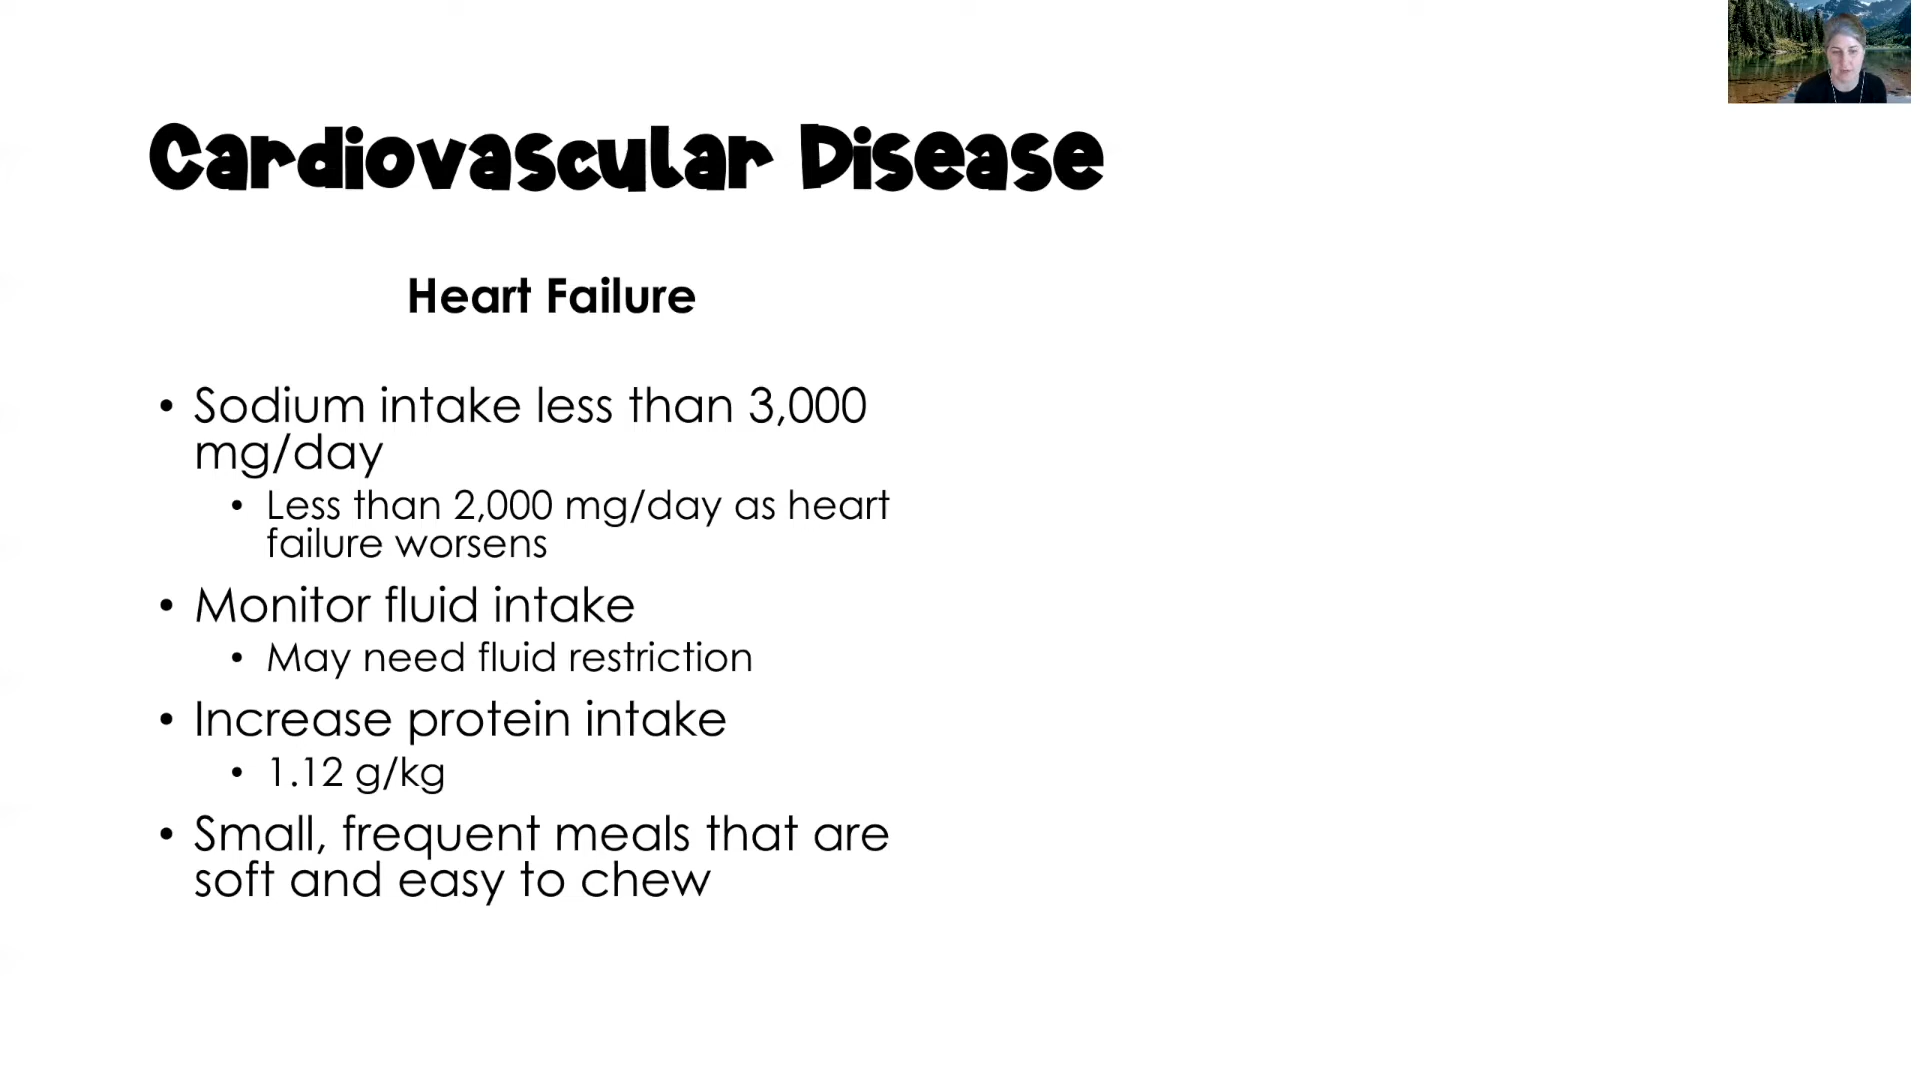 Cardiovascular Disease
Heart Failure
• Sodium intake less than 3,000
mg/day
• Less than 2,000 mg/day as heart
failure worsens
• Monitor fluid intake
• May need fluid restriction
• Increase protein intake
• 1.12 g/kg
• Small, frequent meals that are
soft and easy to chew